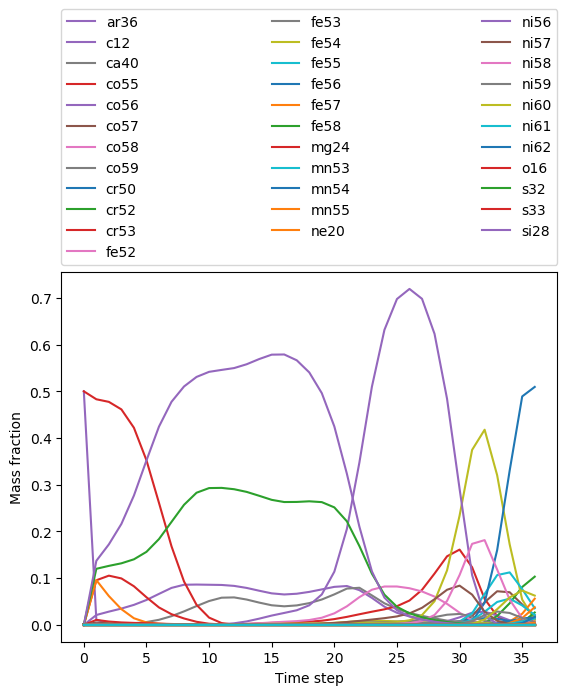 ar36
c12
ca40
co55
co56
co57
co58
co59
cr50
cr52
cr53
fe52
fe53
fe54
fe55
fe56
fe57
fe58
mg24
mn53
mn54
mn55
ne20
ni56
ni57
ni58
ni59
ni60
ni61
ni62
o16
s32
s33
si28
0.7
0.6
0.5
0.4
0.3
0.2
0.1
0.0
Mass fraction
0 5 10 15 20 25 30 35
Time step